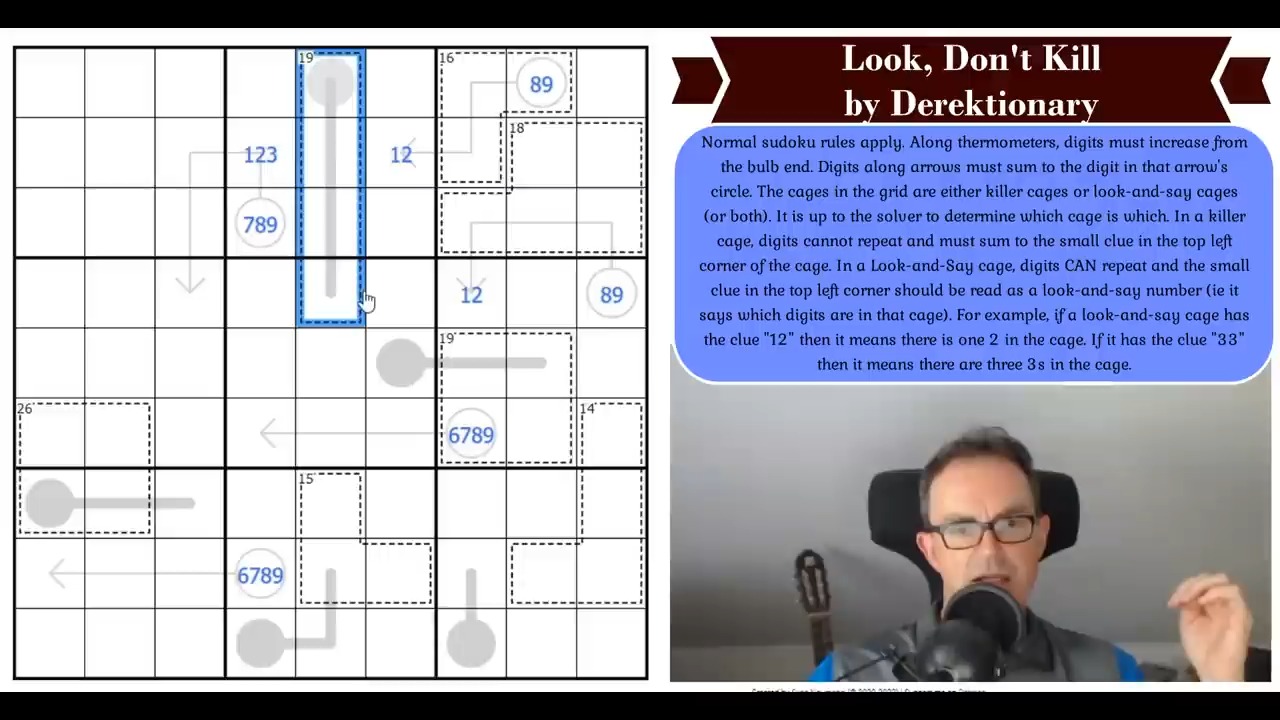 Look, Don't Kill
by Derektionary
Normal sudoku rules apply. Along thermometers, digits must increase from
the bulb end. Digits along arrows must sum to the digit in that arrow's
circle. The cages in the grid are either killer cages or look-and-say cages
(or both). It is up to the solver to determine which cage is which. In a killer
cage, digits cannot repeat and must sum to the small clue in the top left
corner of the cage. In a Look-and-Say cage, digits CAN repeat and the small
clue in the top left corner should be read as a look-and-say number (ie it
says which digits are in that cage). For example, if a look-and-say cage has
the clue "12" then it means there is one 2 in the cage. If it has the clue "33"
then it means there are three 3s in the cage.
19
16
89
123
12
18
789
12
89
19
26
6789
14
15
6789